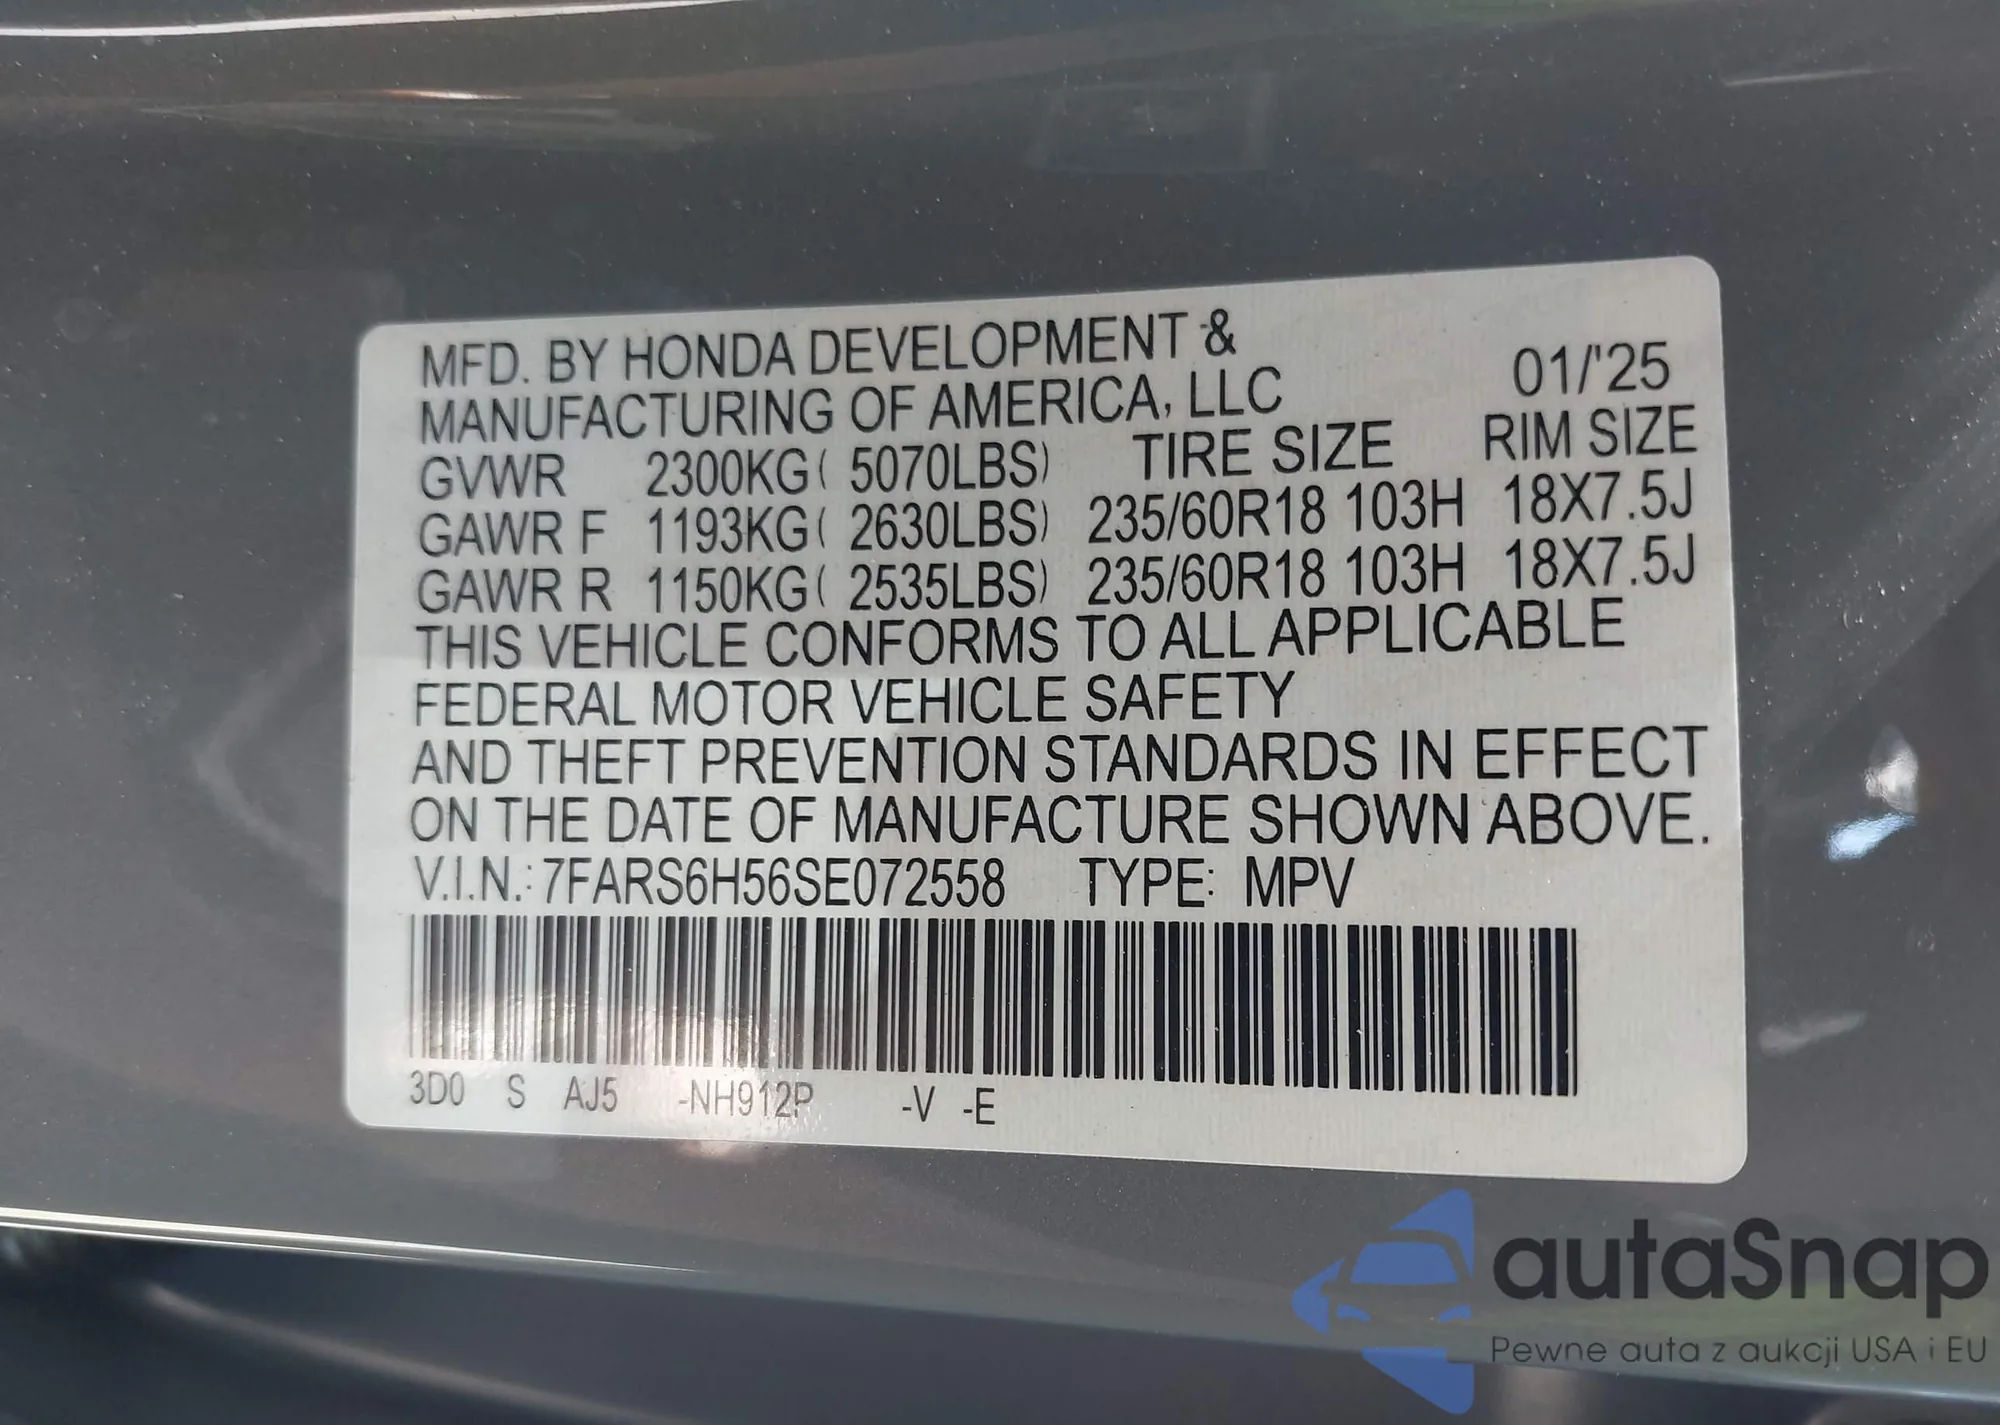 MFD. BY HONDA DEVELOPMENT &
MANUFACTURING OF AMERICA, LLC 01/'25
GVWR 2300KG( 5070LBS) TIRE SIZE RIM SIZE
GAWR F 1193KG( 2630LBS) 235/60R18 103H 18X7.5J
GAWR R 1150KG( 2535LBS) 235/60R18 103H 18X7.5J
THIS VEHICLE CONFORMS TO ALL APPLICABLE
FEDERAL MOTOR VEHICLE SAFETY
AND THEFT PREVENTION STANDARDS IN EFFECT
ON THE DATE OF MANUFACTURE SHOWN ABOVE.
V.I.N.: 7FARS6H56SE072558 TYPE: MPV
3D0 S AJ5 -NH912P -V -E
autaSnap
Pewne auta z aukcji USA i EU